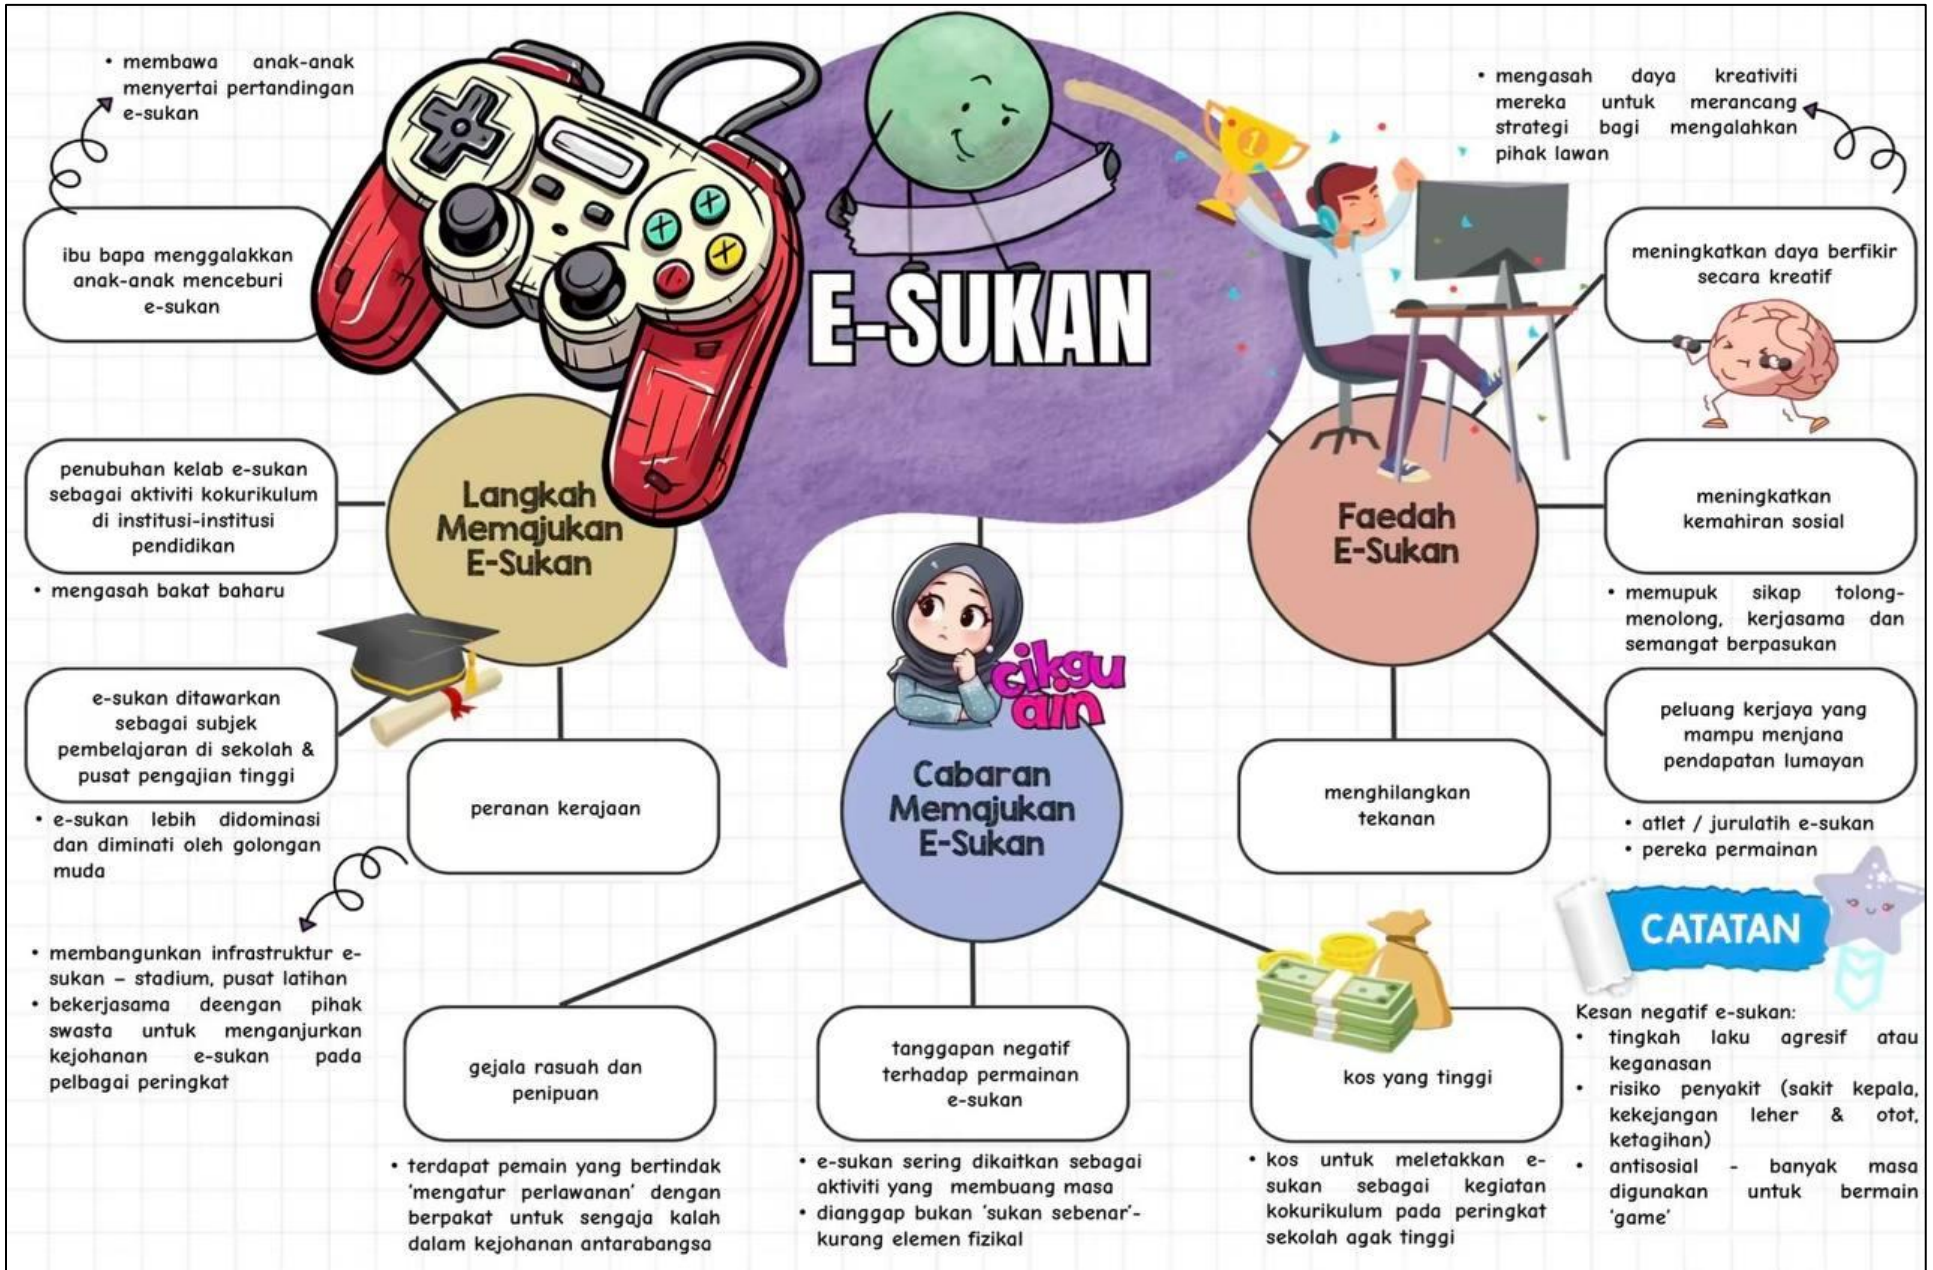 E-SUKAN
Langkah
Memajukan
E-Sukan
• membawa anak-anak
menyertai pertandingan
e-sukan
ibu bapa menggalakkan
anak-anak menceburi
e-sukan
penubuhan kelab e-sukan
sebagai aktiviti kokurikulum
di institusi-institusi
pendidikan
• mengasah bakat baharu
e-sukan ditawarkan
sebagai subjek
pembelajaran di sekolah &
pusat pengajian tinggi
• e-sukan lebih didominasi
dan diminati oleh golongan
muda
peranan kerajaan
• membangunkan infrastruktur e-
sukan – stadium, pusat latihan
• bekerjasama deengan pihak
swasta untuk menganjurkan
kejohanan e-sukan pada
pelbagai peringkat
cikgu
ain
Cabaran
Memajukan
E-Sukan
gejala rasuah dan
penipuan
• terdapat pemain yang bertindak
'mengatur perlawanan' dengan
berpakat untuk sengaja kalah
dalam kejohanan antarabangsa
tanggapan negatif
terhadap permainan
e-sukan
• e-sukan sering dikaitkan sebagai
aktiviti yang membuang masa
• dianggap bukan 'sukan sebenar'-
kurang elemen fizikal
kos yang tinggi
• kos untuk meletakkan e-
sukan sebagai kegiatan
kokurikulum pada peringkat
sekolah agak tinggi
1
Faedah
E-Sukan
• mengasah daya kreativiti
mereka untuk merancang
strategi bagi mengalahkan
pihak lawan
meningkatkan daya berfikir
secara kreatif
meningkatkan
kemahiran sosial
• memupuk sikap tolong-
menolong, kerjasama dan
semangat berpasukan
peluang kerjaya yang
mampu menjana
pendapatan lumayan
• atlet / jurulatih e-sukan
• pereka permainan
menghilangkan
tekanan
CATATAN
Kesan negatif e-sukan:
• tingkah laku agresif atau
keganasan
• risiko penyakit (sakit kepala,
kekejangan leher & otot,
ketagihan)
• antisosial - banyak masa
digunakan untuk bermain
'game'